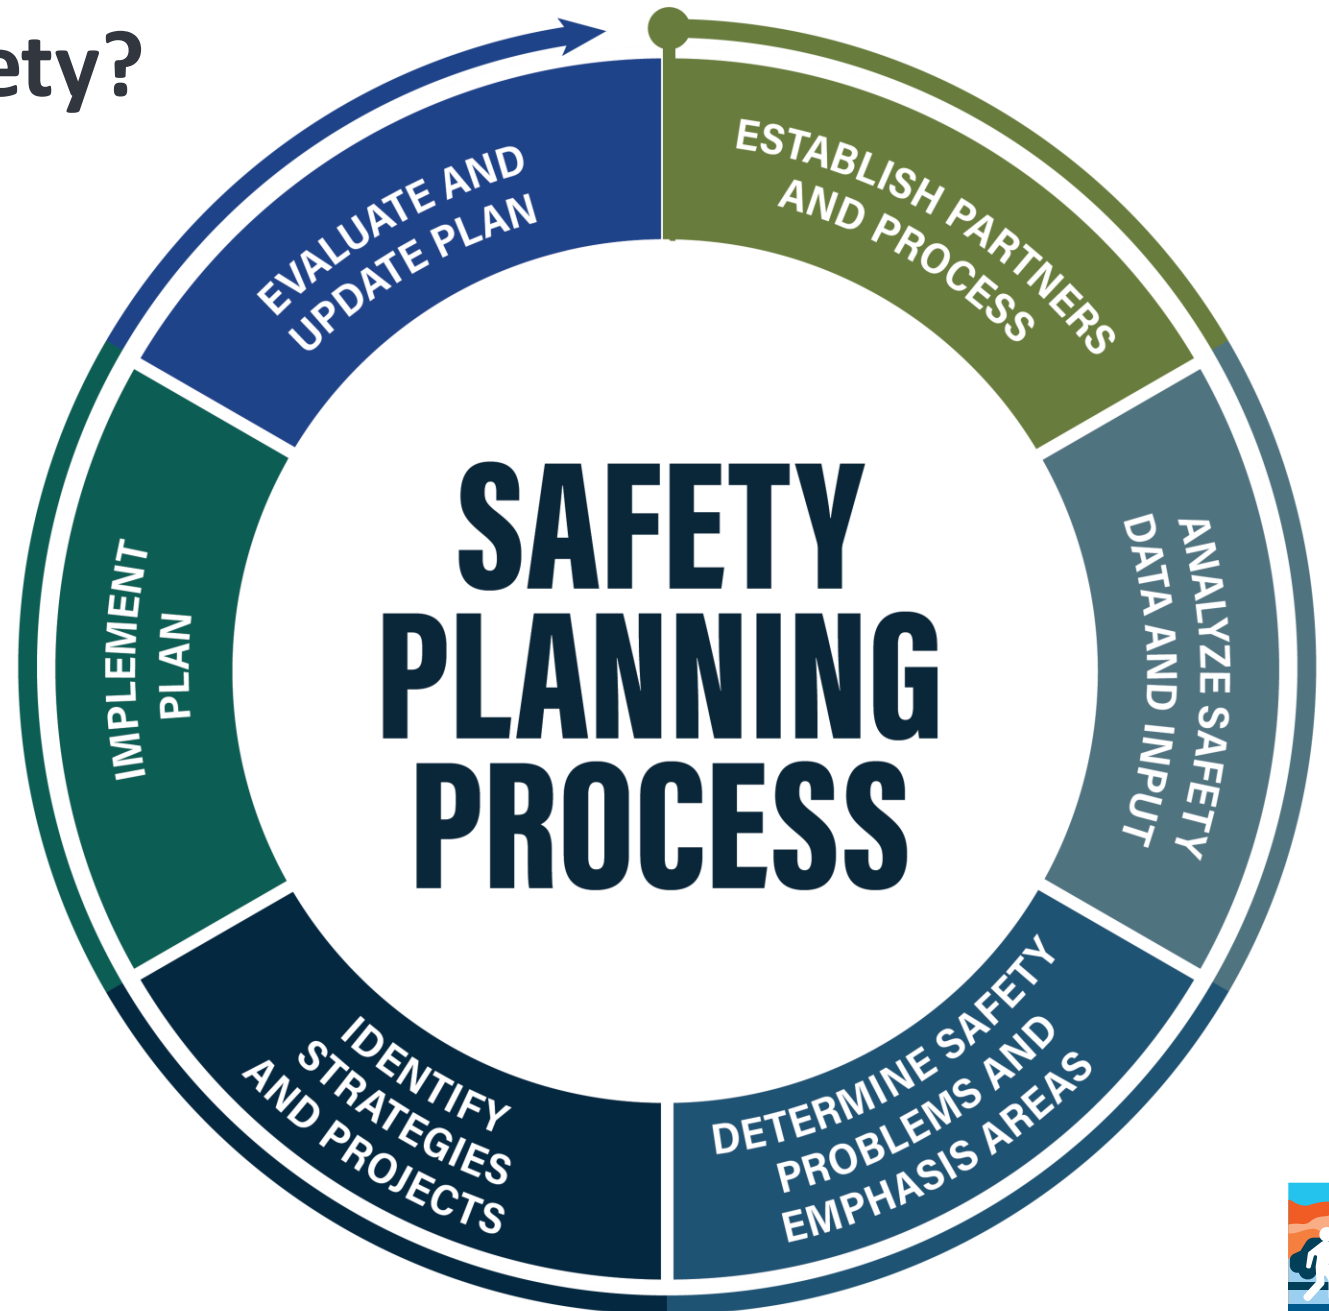 ety?
ESTABLISH PARTNERS
AND PROCESS
ANALYZE SAFETY
DATA AND INPUT
DETERMINE SAFETY
PROBLEMS AND
EMPHASIS AREAS
IDENTIFY
STRATEGIES
AND PROJECTS
IMPLEMENT
PLAN
EVALUATE AND
UPDATE PLAN
SAFETY
PLANNING
PROCESS